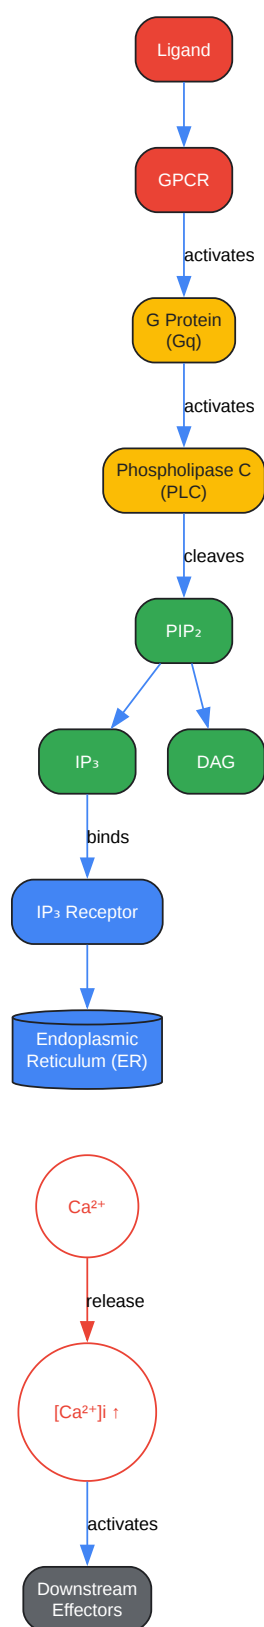 Ligand
GPCR
activates
G Protein
(Gq)
activates
Phospholipase C
(PLC)
cleaves
PIP₂
IP₃
DAG
binds
IP₃ Receptor
Endoplasmic
Reticulum (ER)
Ca²⁺
release
[Ca²⁺]i ↑
activates
Downstream
Effectors